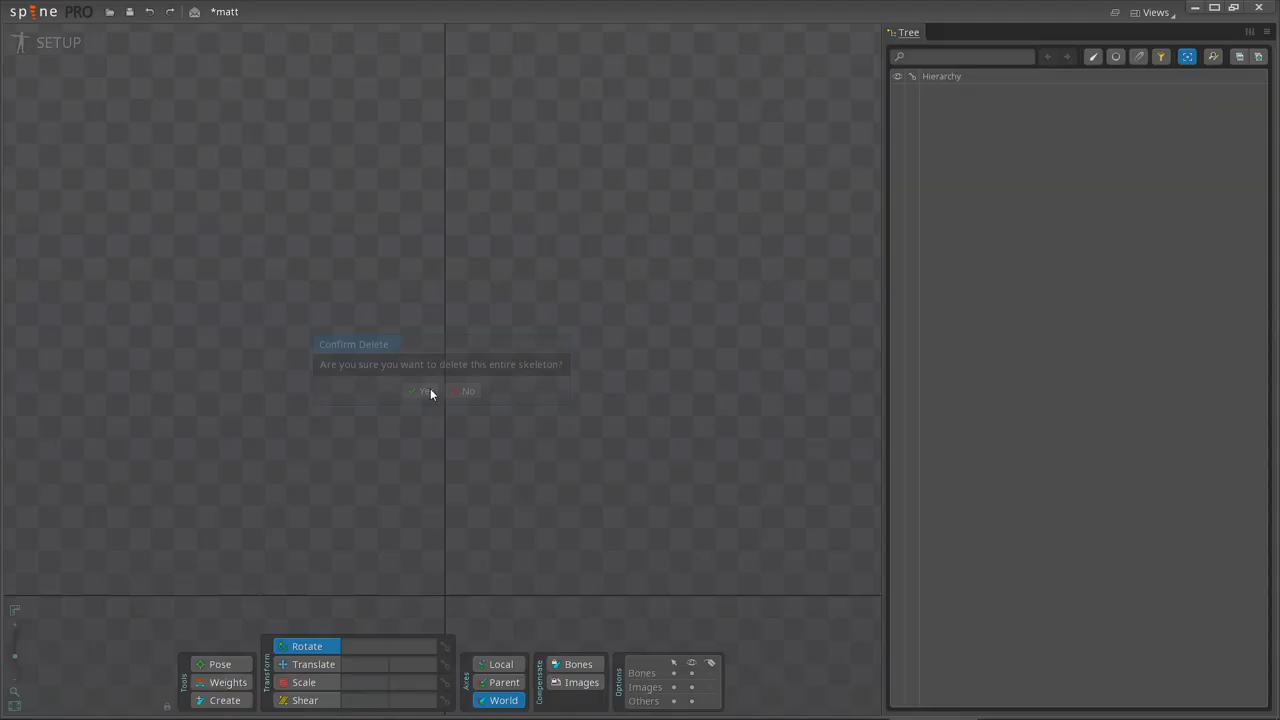 spine PRO
*matt
Views
SETUP
Tree
Hierarchy
Confirm Delete
Are you sure you want to delete this entire skeleton?
Yes No
Tools
Pose
Weights
Create
Transform
Rotate
Translate
Scale
Shear
Axes
Local
Parent
World
Compensate
Bones
Images
Options
Bones
Images
Others